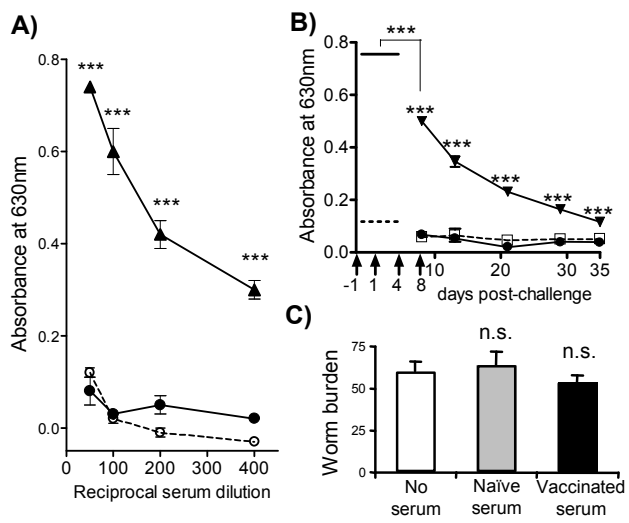 A)
Absorbance at 630nm
0.8
0.6
0.4
0.2
0.0
***
***
***
***
0 100 200 300 400
Reciprocal serum dilution
B)
Absorbance at 630nm
0.8
0.4
0.2
0.0
***
***
***
***
***
***
-1 1 4 8 10 20 30 35
days post-challenge
C)
Worm burden
75
50
25
0
n.s.
n.s.
No serum
Naïve serum
Vaccinated serum